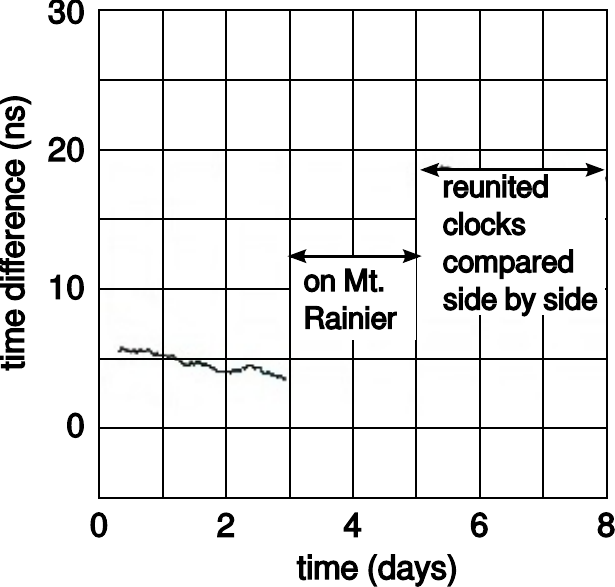 30
20
10
0
time difference (ns)
on Mt.
Rainier
reunited
clocks
compared
side by side
0 2 4 6 8
time (days)